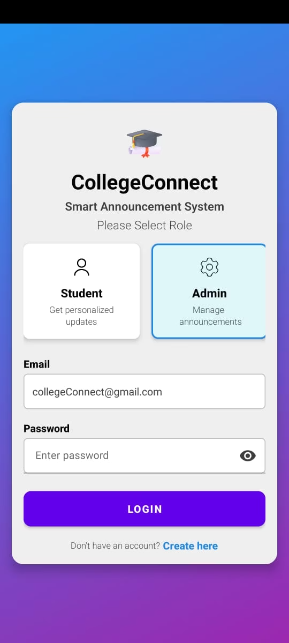 CollegeConnect
Smart Announcement System
Please Select Role
Student
Get personalized
updates
Admin
Manage
announcements
Email
collegeConnect@gmail.com
Password
Enter password
LOGIN
Don't have an account? Create here